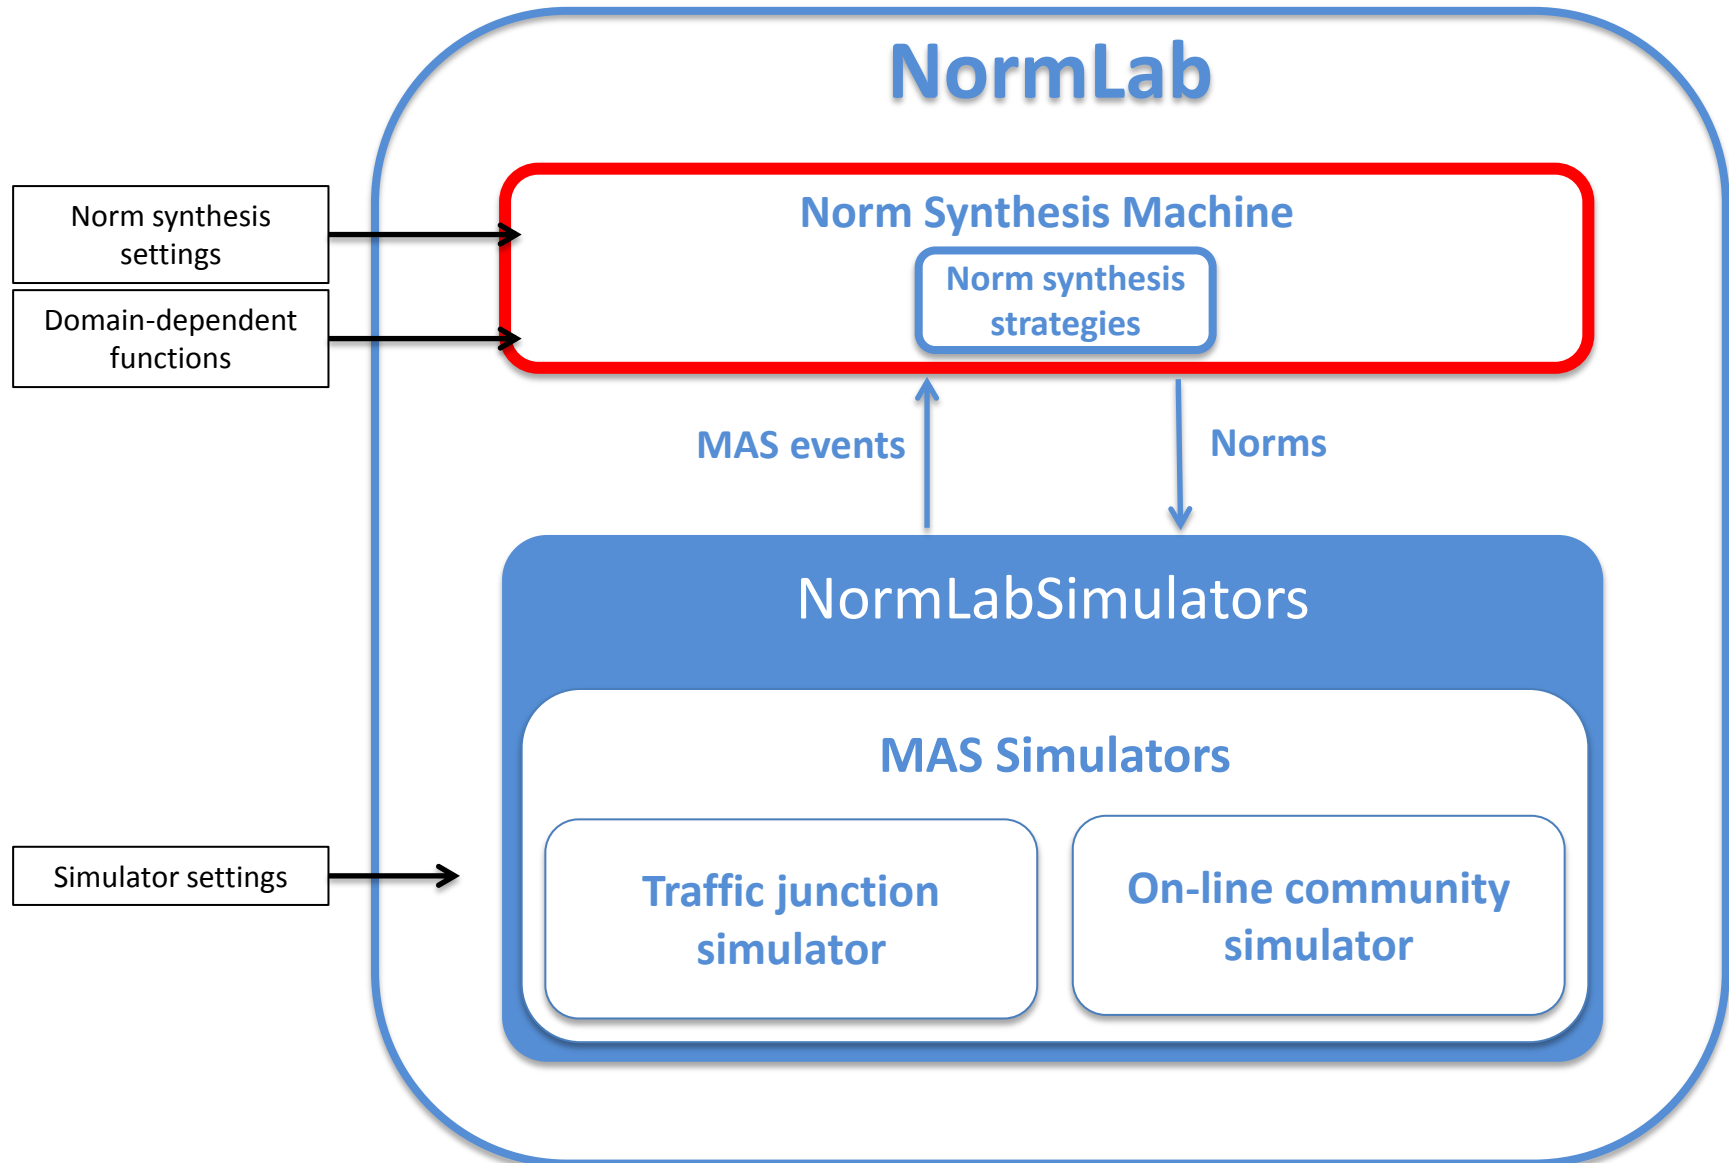 NormLab
Norm synthesis
settings
Domain-dependent
functions
Norm Synthesis Machine
Norm synthesis
strategies
MAS events
Norms
NormLabSimulators
MAS Simulators
Simulator settings
Traffic junction
simulator
On-line community
simulator